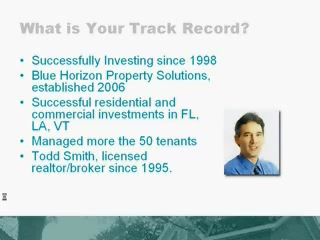 What is Your Track Record?
• Successfully Investing since 1998
• Blue Horizon Property Solutions,
established 2006
• Successful residential and
commercial investments in FL,
LA, VT
• Managed more the 50 tenants
• Todd Smith, licensed
realtor/broker since 1995.